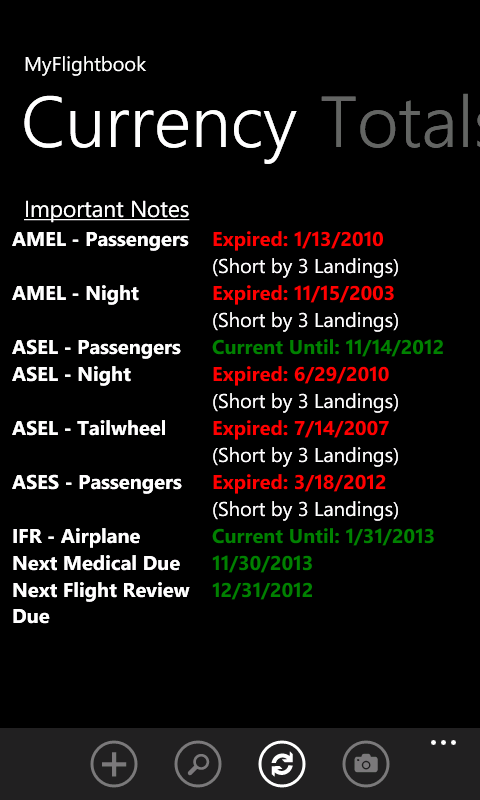 MyFlightbook
Currency Totals
Important Notes
AMEL - Passengers Expired: 1/13/2010
(Short by 3 Landings)
AMEL - Night Expired: 11/15/2003
(Short by 3 Landings)
ASEL - Passengers Current Until: 11/14/2012
ASEL - Night Expired: 6/29/2010
(Short by 3 Landings)
ASEL - Tailwheel Expired: 7/14/2007
(Short by 3 Landings)
ASES - Passengers Expired: 3/18/2012
(Short by 3 Landings)
IFR - Airplane Current Until: 1/31/2013
Next Medical Due 11/30/2013
Next Flight Review 12/31/2012
Due